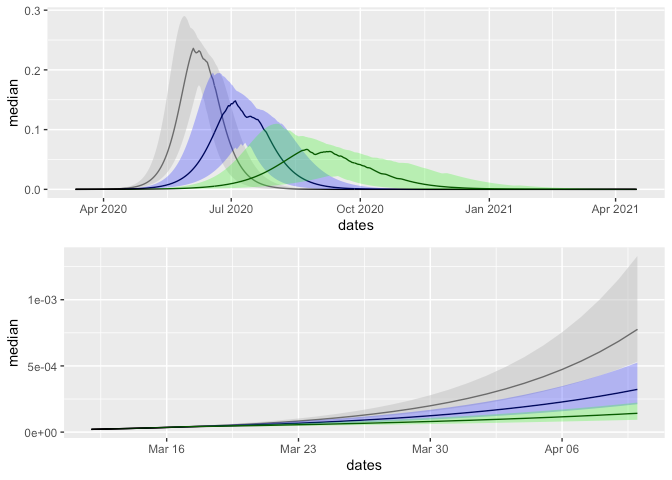 0.3
0.2
0.1
0.0
median
Apr 2020 Jul 2020 Oct 2020 Jan 2021 Apr 2021
dates
1e-03
5e-04
0e+00
median
Mar 16 Mar 23 Mar 30 Apr 06
dates